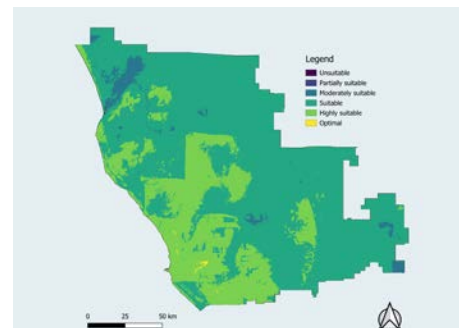 Legend
Unsuitable
Partially suitable
Moderately suitable
Suitable
Highly suitable
Optimal
0 25 50 km